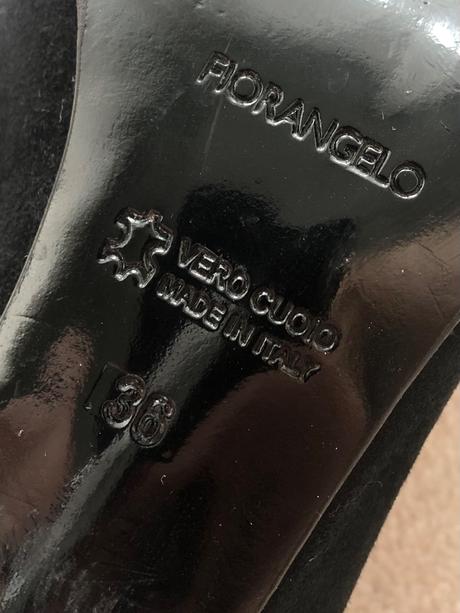 FIORANGELO
VERO CUOIO
MADE IN ITALY
36